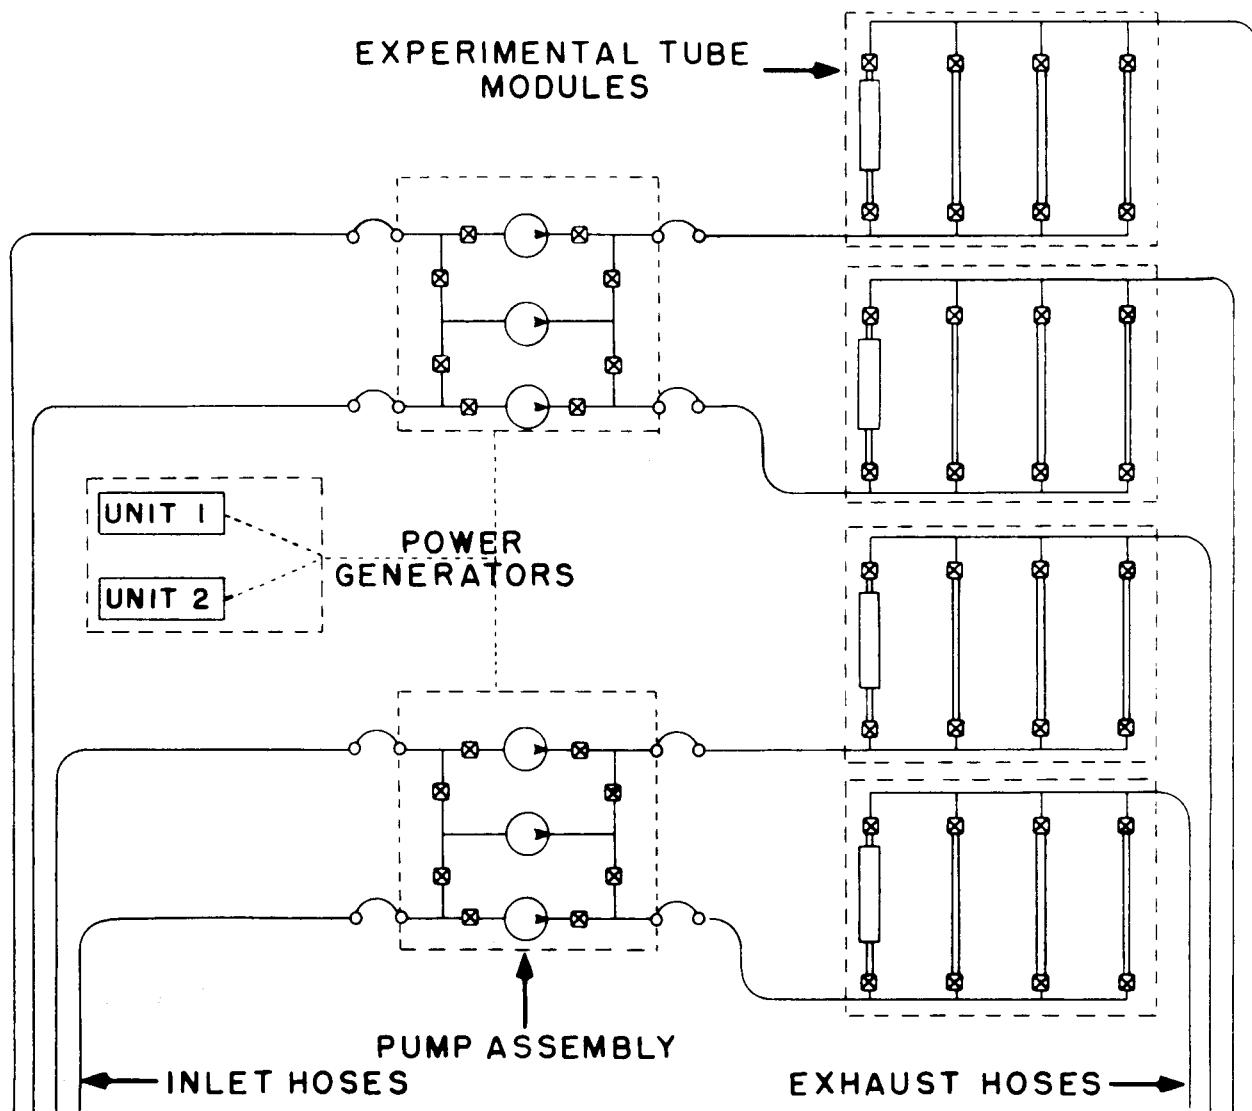 EXPERIMENTAL TUBE
MODULES
UNIT 1
POWER
GENERATORS
UNIT 2
PUMP ASSEMBLY
INLET HOSES
EXHAUST HOSES